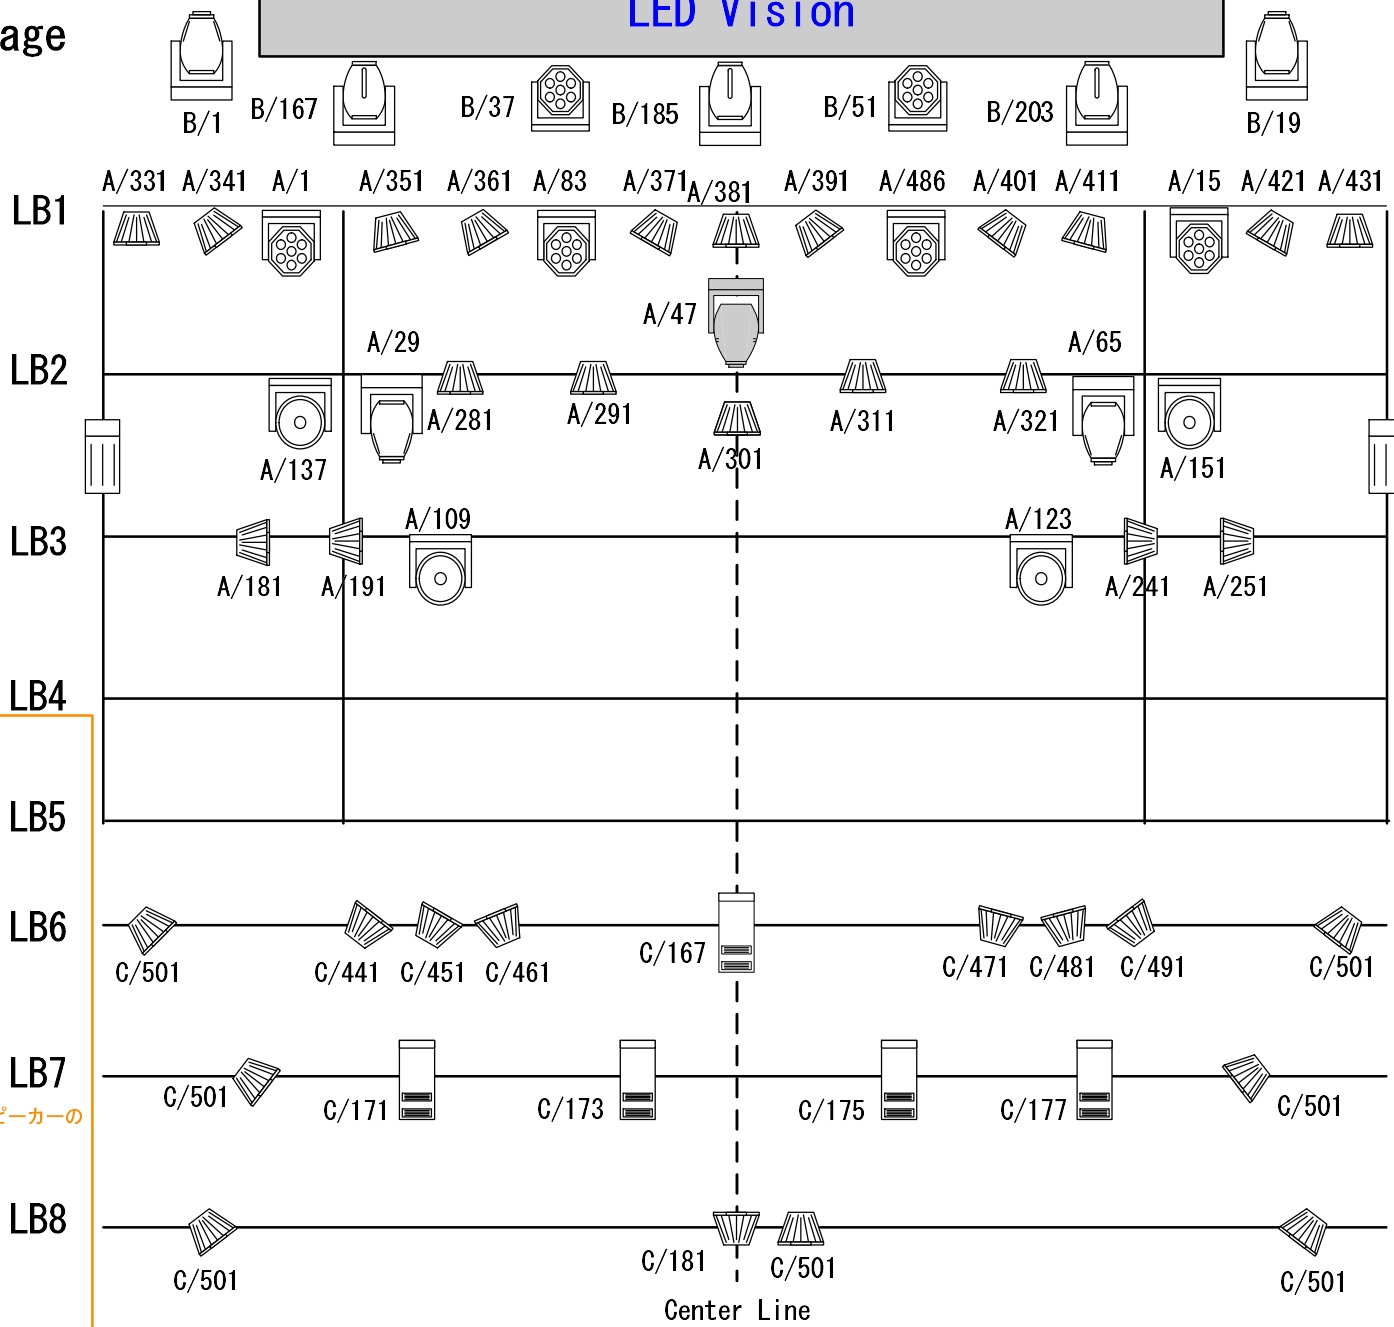 LED Vision
age
B/1
B/167
B/37
B/185
B/51
B/203
B/19
A/331
A/341
A/1
A/351
A/361
A/83
A/371
A/381
A/391
A/486
A/401
A/411
A/15
A/421
A/431
LB1
A/47
A/29
A/65
LB2
A/281
A/291
A/311
A/321
A/137
A/301
A/151
A/109
A/123
LB3
A/181
A/191
A/241
A/251
LB4
LB5
LB6
C/501
C/441
C/451
C/461
C/167
C/471
C/481
C/491
C/501
LB7
C/501
C/171
C/173
C/175
C/177
C/501
ピーカーの
LB8
C/501
C/181
C/501
C/501
Center Line